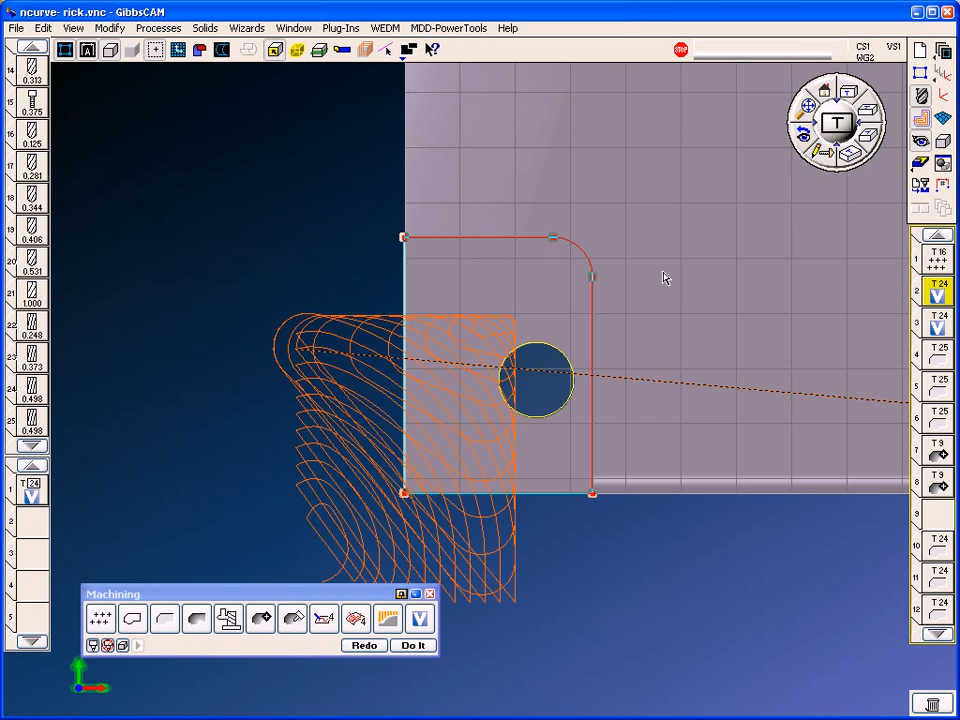 ncurve- rick.vnc - GibbsCAM
File Edit View Modify Processes Solids Wizards Window Plug-Ins WEDM MDD-PowerTools Help
STOP
CS1 VS1
WG2
14 0.313
15 0.375
16 0.125
17 0.281
18 0.344
19 0.406
20 0.531
21 1.000
22 0.248
23 0.373
24 0.498
25 0.498
1 T 24 V
2
3
4
5
T
1 T 16
2 T 24 V
3 T 24 V
4 T 25
5 T 25
6 T 25
7 T 9
8 T 9
9
10 T 24
11 T 24
12 T 24
Machining
4 4 V
Redo Do It